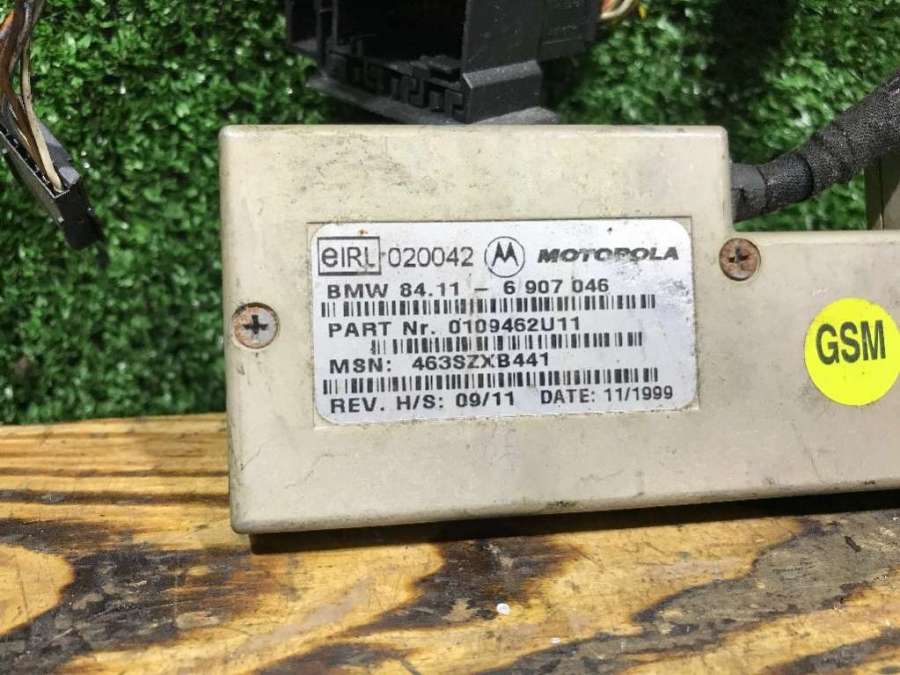 eIRL 020042 MOTOROLA
BMW 84.11 - 6 907 046
PART Nr. 0109462U11
MSN: 463SZXB441
REV. H/S: 09/11 DATE: 11/1999
GSM